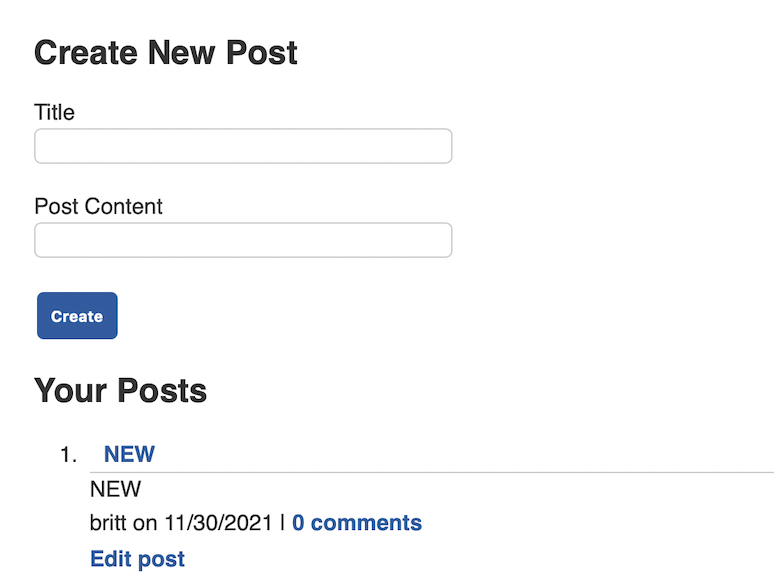 Create New Post
Title
Post Content
Create
Your Posts
1. NEW
NEW
britt on 11/30/2021 | 0 comments
Edit post